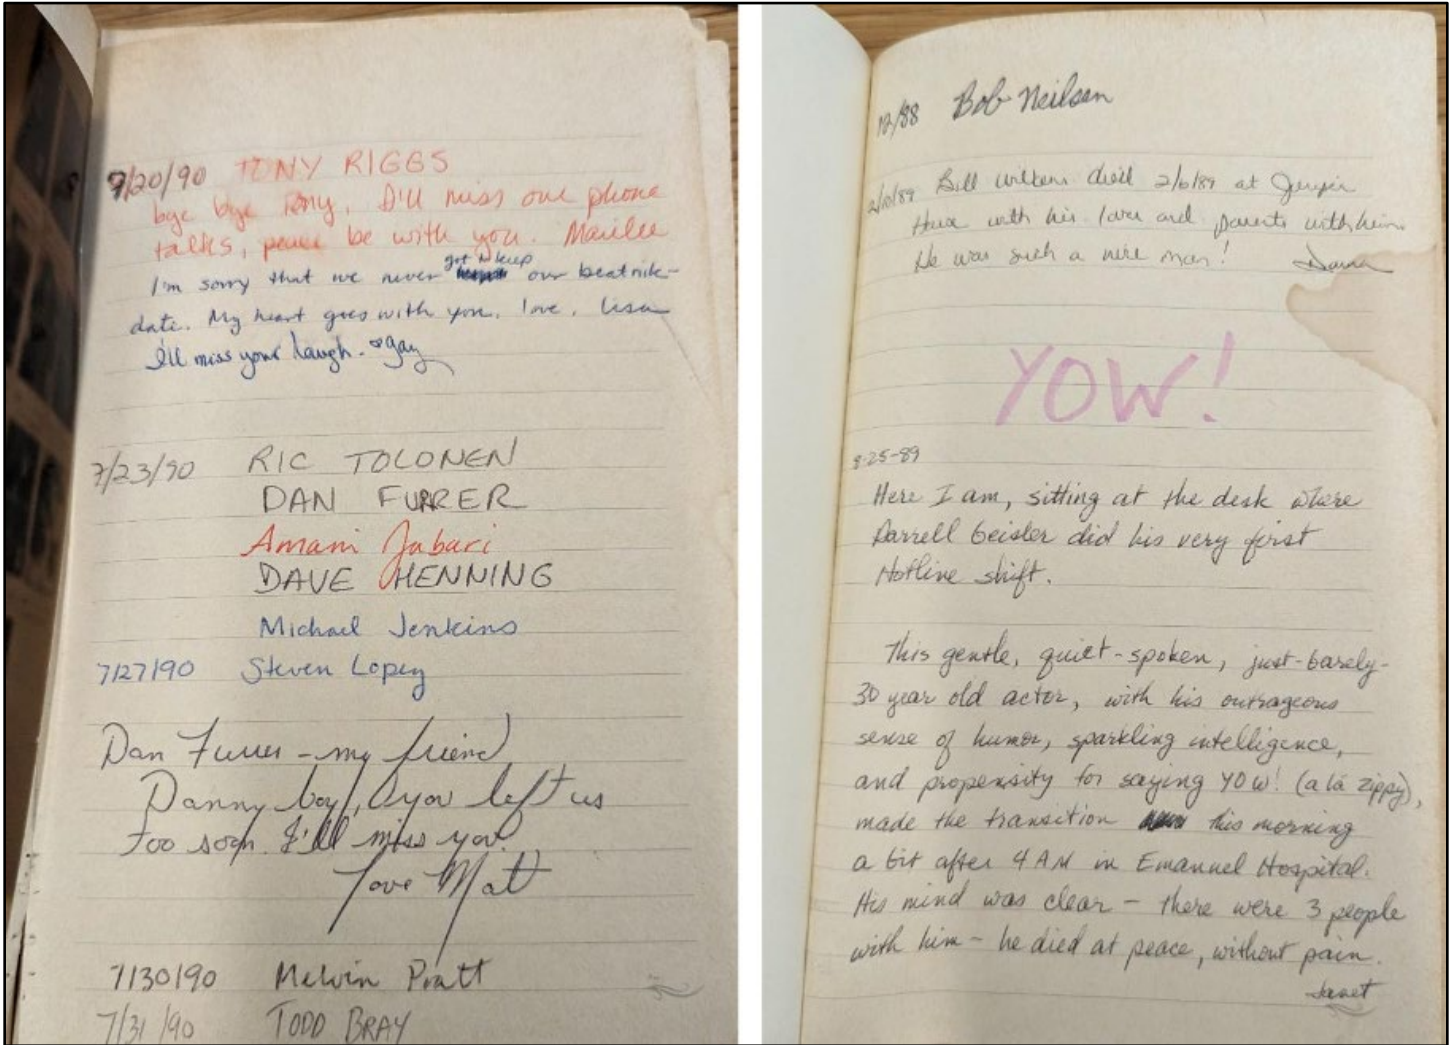 7/20/90 TONY RIGGS
bye bye Tony, I'll miss our phone
talks, peace be with you. Mailee
I'm sorry that we never got to keep our beatnik-
date. My heart goes with you. love, Lisa
I'll miss your laugh. Gay
7/23/90 RIC TOLONEN
DAN FURRER
Amani Jabari
DAVE HENNING
Michael Jenkins
7/27/90 Steven Lopez
Dan Furrer - my friend
Danny boy, you left us
too soon. I'll miss you.
Love Matt
7/30/90 Melvin Pratt
7/31/90 TODD BRAY
12/88 Bob Neilsen
2/10/89 Bill Wilkens died 2/6/89 at Juniper
House with his lover and parents with him.
He was such a nice man!
YOW!
8-25-89
Here I am, sitting at the desk where
Darrell Geisler did his very first
Hotline shift.
This gentle, quiet-spoken, just-barely-
30 year old actor, with his outrageous
sense of humor, sparkling intelligence,
and propensity for saying YOW! (a la Zippy),
made the transition this morning
a bit after 4 AM in Emanuel Hospital.
His mind was clear - there were 3 people
with him - he died at peace, without pain.
Janet